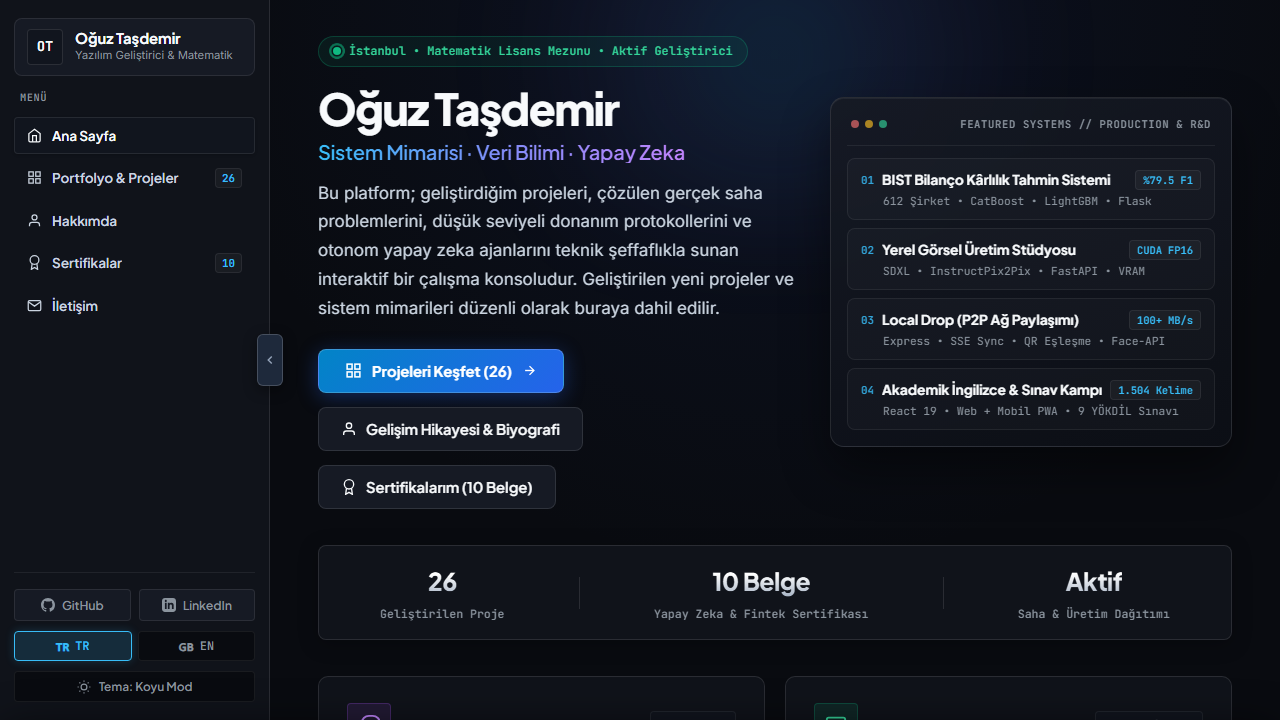 OT
Oğuz Taşdemir
Yazılım Geliştirici & Matematik
MENÜ
Ana Sayfa
Portfolyo & Projeler 26
Hakkımda
Sertifikalar 10
İletişim
GitHub
LinkedIn
TR TR
GB EN
Tema: Koyu Mod
İstanbul • Matematik Lisans Mezunu • Aktif Geliştirici
Oğuz Taşdemir
Sistem Mimarisi · Veri Bilimi · Yapay Zeka
Bu platform; geliştirdiğim projeleri, çözülen gerçek saha
problemlerini, düşük seviyeli donanım protokollerini ve
otonom yapay zeka ajanlarını teknik şeffaflıkla sunan
interaktif bir çalışma konsoludur. Geliştirilen yeni projeler ve
sistem mimarileri düzenli olarak buraya dahil edilir.
Projeleri Keşfet (26)
Gelişim Hikayesi & Biyografi
Sertifikalarım (10 Belge)
FEATURED SYSTEMS // PRODUCTION & R&D
01 BIST Bilanço Kârlılık Tahmin Sistemi %79.5 F1
612 Şirket • CatBoost • LightGBM • Flask
02 Yerel Görsel Üretim Stüdyosu CUDA FP16
SDXL • InstructPix2Pix • FastAPI • VRAM
03 Local Drop (P2P Ağ Paylaşımı) 100+ MB/s
Express • SSE Sync • QR Eşleşme • Face-API
04 Akademik İngilizce & Sınav Kampı 1.504 Kelime
React 19 • Web + Mobil PWA • 9 YÖKDİL Sınavı
26
Geliştirilen Proje
10 Belge
Yapay Zeka & Fintek Sertifikası
Aktif
Saha & Üretim Dağıtımı